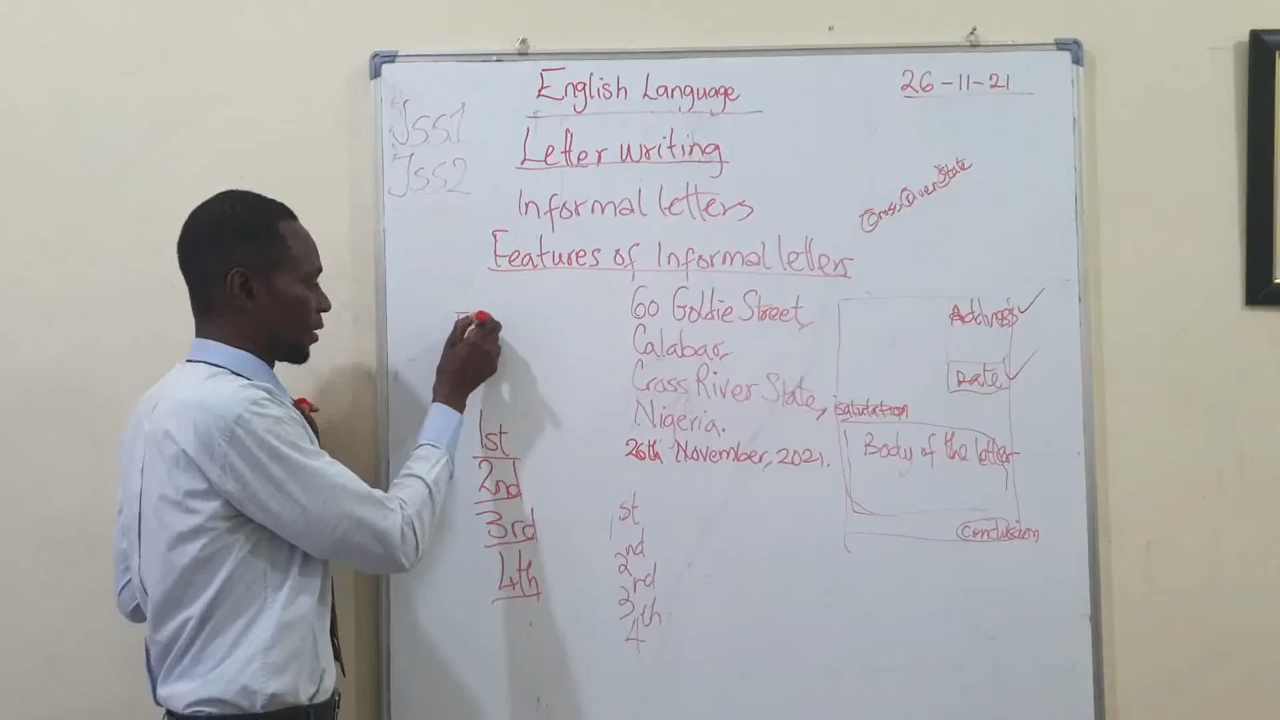 English Language
26-11-21
Jss1
Jss2
Letter writing
Informal letters
Cross River State
Features of Informal letters
60 Goldie Street,
Calabar,
Cross River State,
Nigeria.
26th November, 2021.
1st
2nd
3rd
4th
1st
2nd
3rd
4th
Address
Date
Salutation
Body of the letter
Conclusion